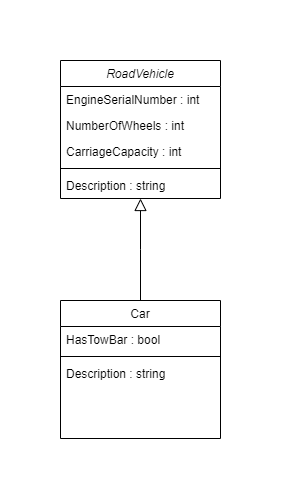 RoadVehicle
EngineSerialNumber : int
NumberOfWheels : int
CarriageCapacity : int
Description : string
Car
HasTowBar : bool
Description : string